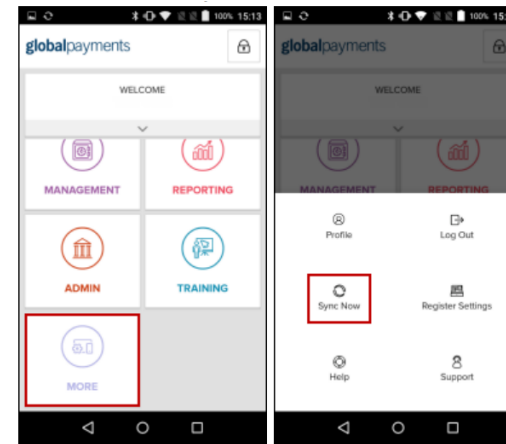 100% 15:13
globalpayments
WELCOME
MANAGEMENT REPORTING
ADMIN TRAINING
MORE
100% 15:
globalpayments
WELCOME
MANAGEMENT REPORTING
Profile Log Out
Sync Now Register Settings
Help Support